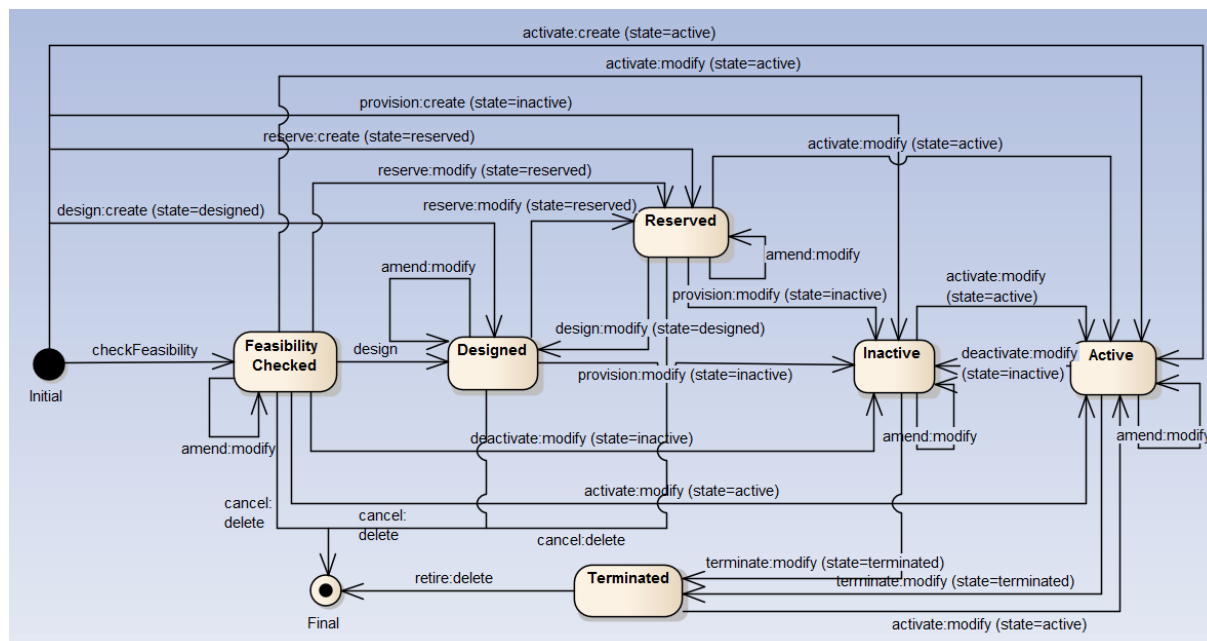 activate:create (state=active)
activate:modify (state=active)
provision:create (state=inactive)
reserve:create (state=reserved)
activate:modify (state=active)
reserve:modify (state=reserved)
design:create (state=designed)
reserve:modify (state=reserved)
Reserved
amend:modify
amend:modify
activate:modify
(state=active)
provision:modify (state=inactive)
design:modify (state=designed)
checkFeasibility
Feasibility
Checked
design
Designed
Inactive
deactivate:modify
(state=inactive)
Active
provision:modify (state=inactive)
Initial
amend:modify
deactivate:modify (state=inactive)
amend:modify
amend:modify
activate:modify (state=active)
cancel:
delete
cancel:
delete
cancel:delete
terminate:modify (state=terminated)
retire:delete
Terminated
terminate:modify (state=terminated)
Final
activate:modify (state=active)